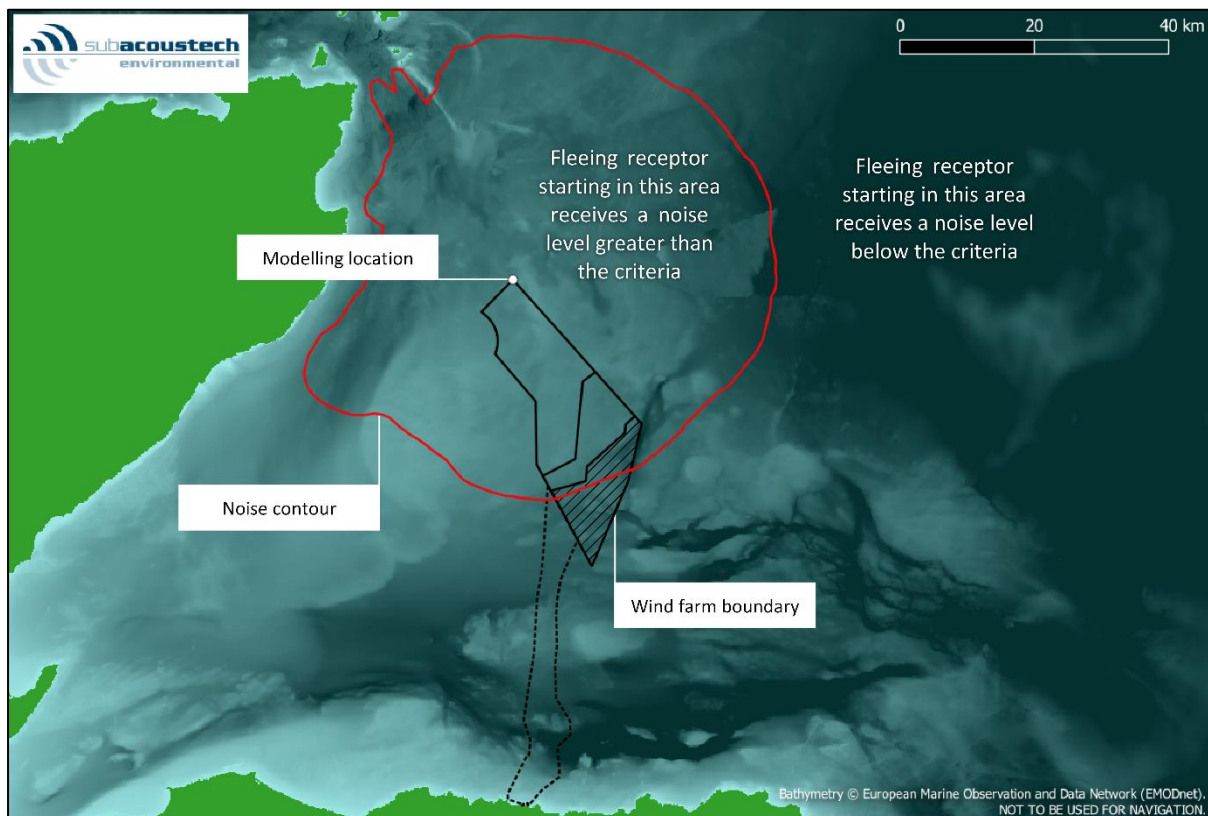 subacoustech
environmental
0 20 40 km
Fleeing receptor
starting in this area
receives a noise
level greater than
the criteria
Fleeing receptor
starting in this area
receives a noise level
below the criteria
Modelling location
Noise contour
Wind farm boundary
Bathymetry © European Marine Observation and Data Network (EMODnet).
NOT TO BE USED FOR NAVIGATION.